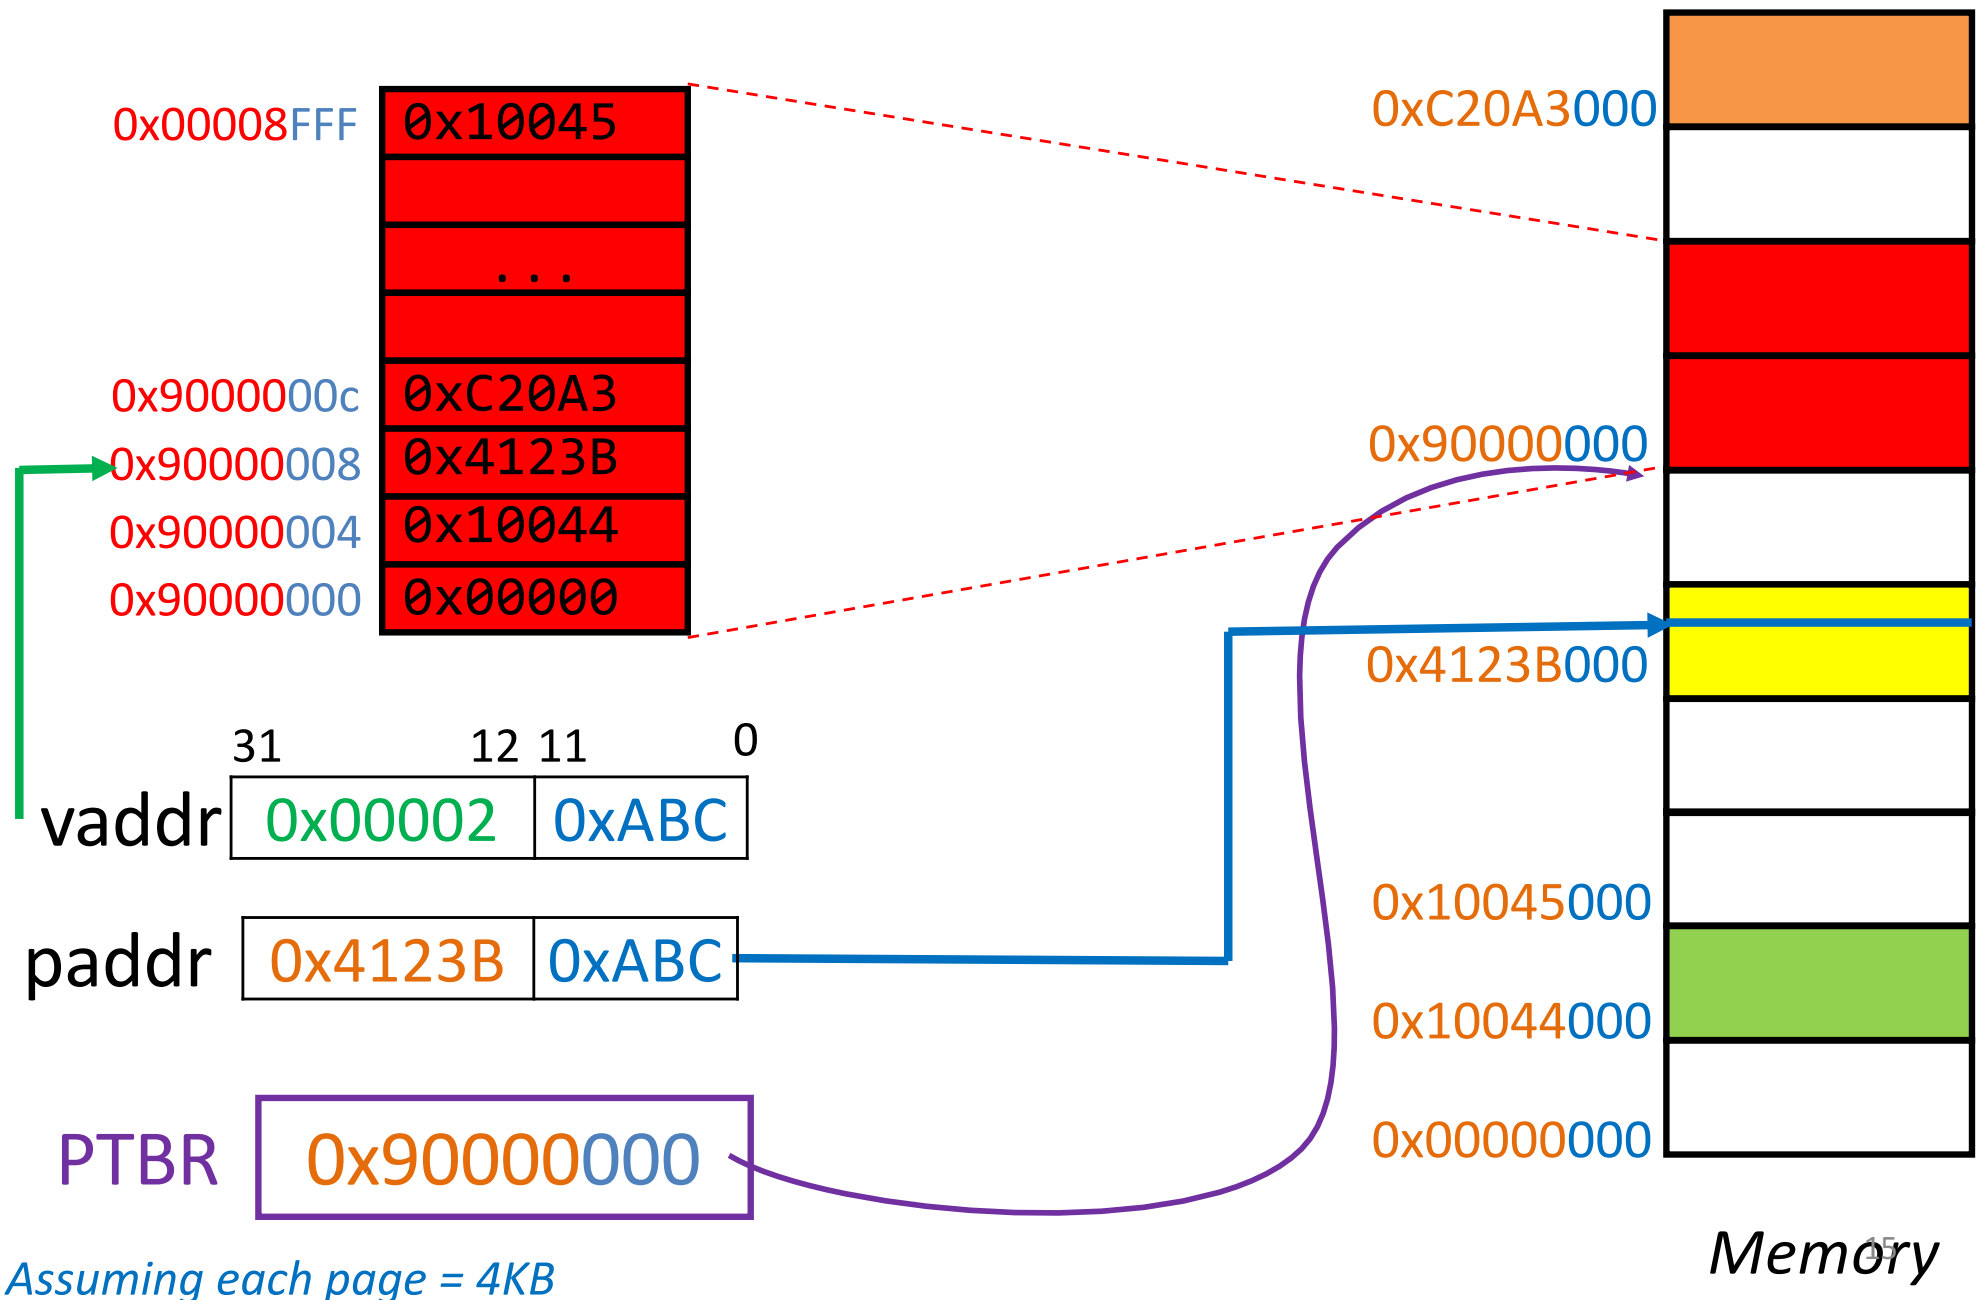 0x00008FFF 0x10045
...
0x9000000c 0xC20A3
0x90000008 0x4123B
0x90000004 0x10044
0x90000000 0x00000
31 12 11 0
vaddr 0x00002 0xABC
paddr 0x4123B 0xABC
PTBR 0x90000000
Assuming each page = 4KB
0xC20A3000
0x90000000
0x4123B000
0x10045000
0x10044000
0x00000000
Memory
15